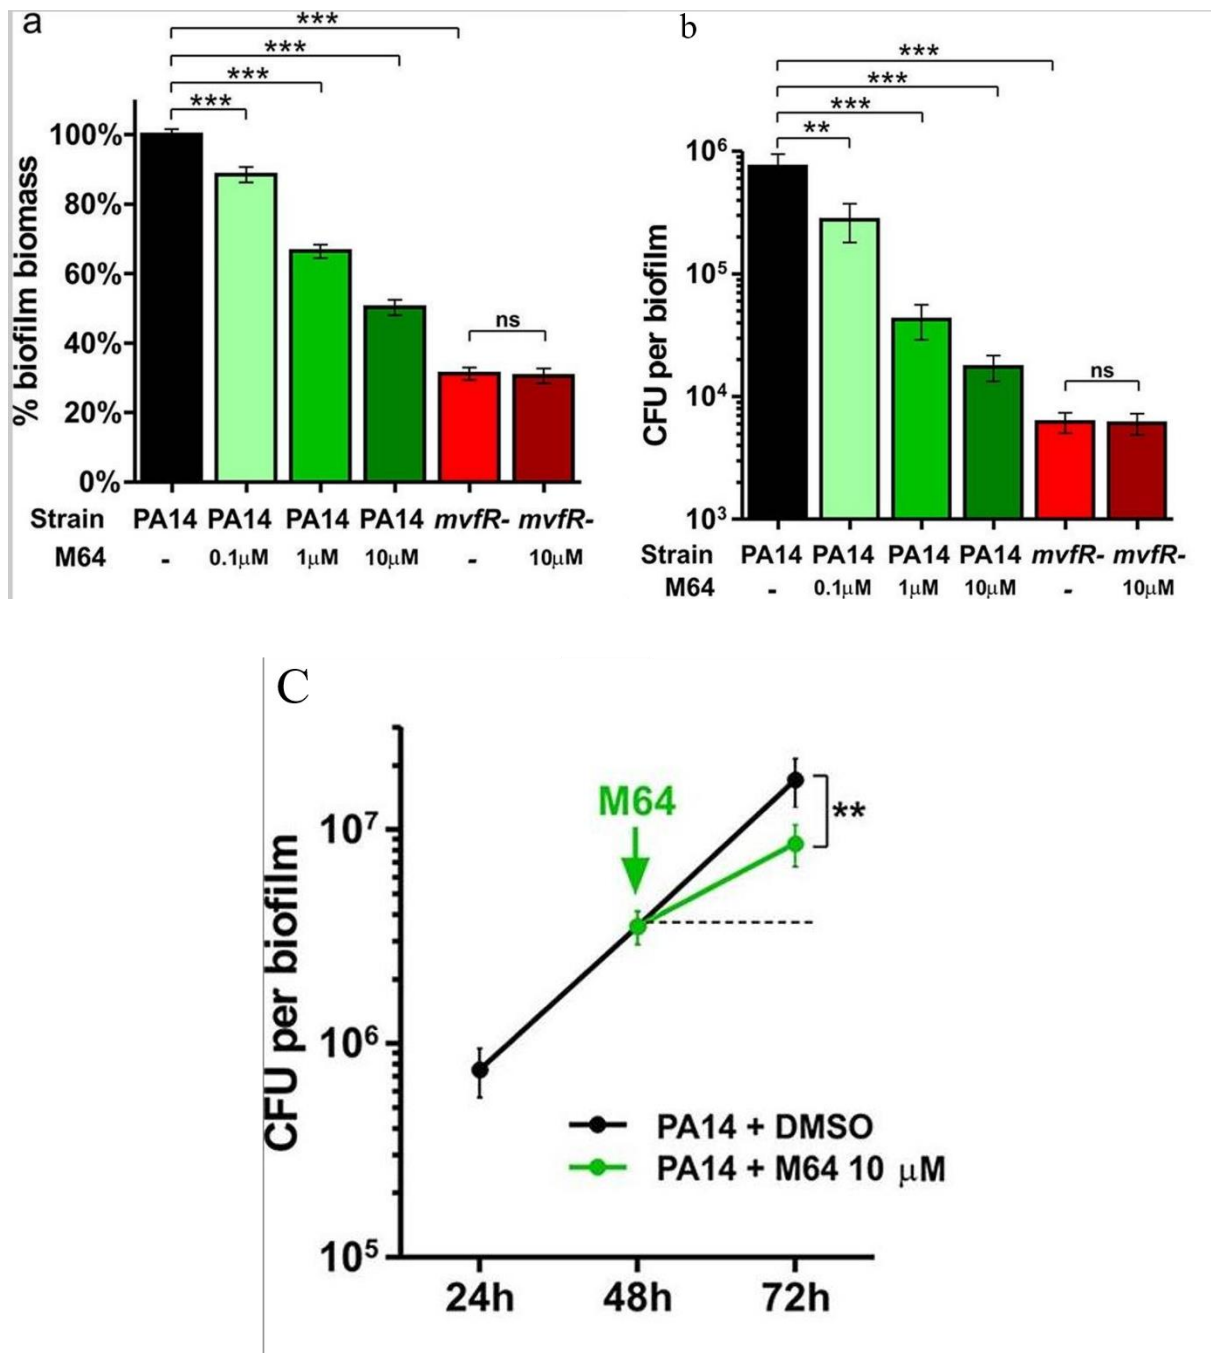 a
***
***
***
***
% biofilm biomass
100%
80%
60%
40%
20%
0%
ns
Strain PA14 PA14 PA14 PA14 mvfR- mvfR-
M64 - 0.1μM 1μM 10μM - 10μM
b
***
***
***
**
CFU per biofilm
10⁶
10⁵
10⁴
10³
ns
Strain PA14 PA14 PA14 PA14 mvfR- mvfR-
M64 - 0.1μM 1μM 10μM - 10μM
C
CFU per biofilm
10⁷
10⁶
10⁵
M64
**
PA14 + DMSO
PA14 + M64 10 μM
24h 48h 72h